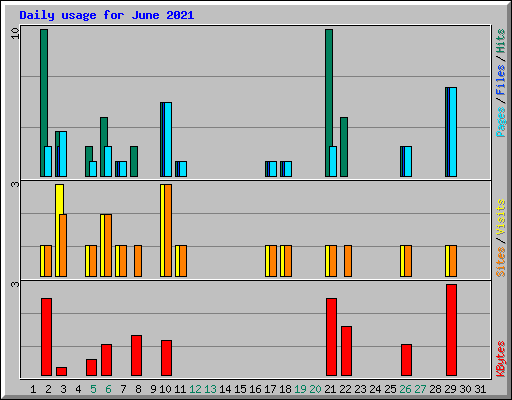 Daily usage for June 2021
10
Pages/Files/Hits
3
Sites/Visits
3
KBytes
1 2 3 4 5 6 7 8 9 10 11 12 13 14 15 16 17 18 19 20 21 22 23 24 25 26 27 28 29 30 31